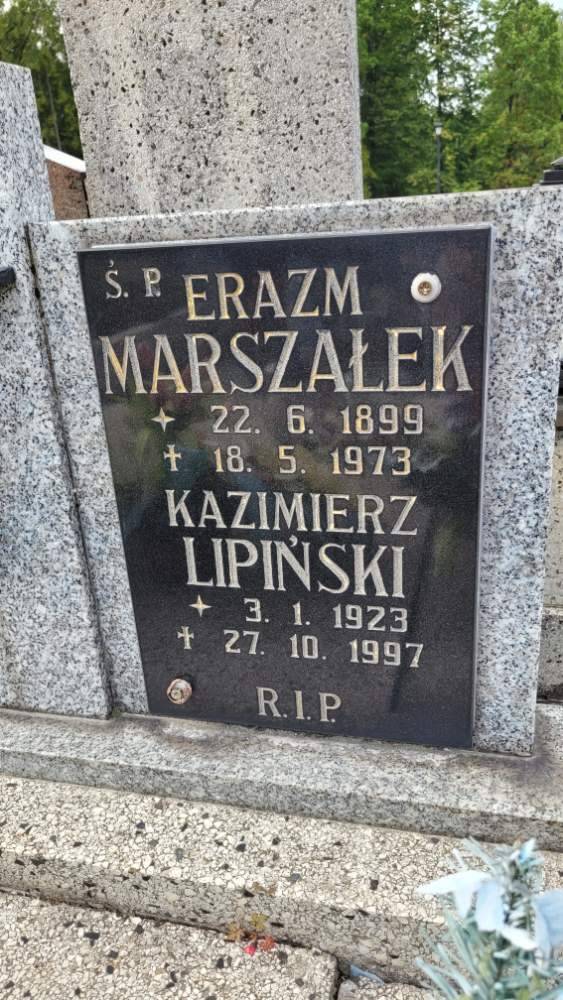 Ś. P. ERAZM
MARSZAŁEK
22. 6. 1899
✝ 18. 5. 1973
KAZIMIERZ
LIPIŃSKI
3. 1. 1923
✝ 27. 10. 1997
R.I.P.